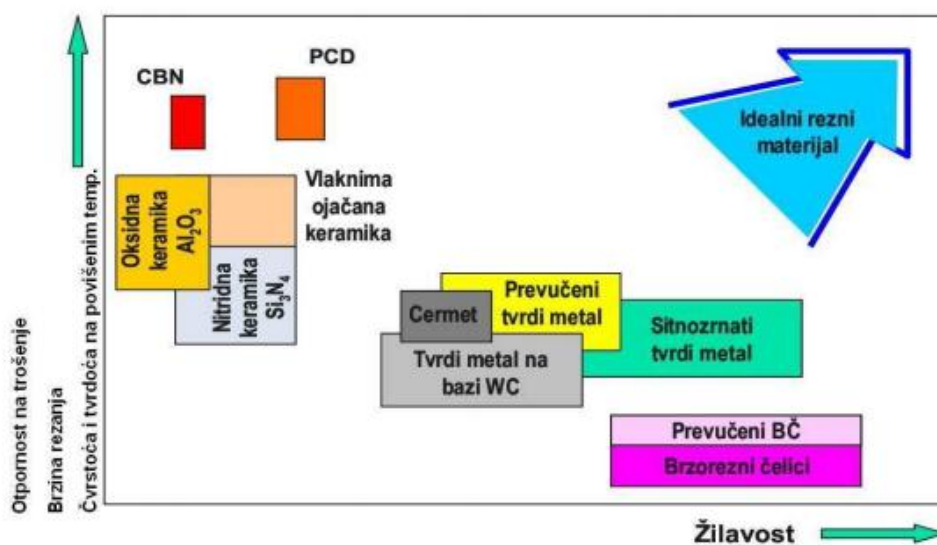 CBN
PCD
Idealni rezni
materijal
Oksidna
keramika
Al₂O₃
Vlaknima
ojačana
keramika
Nitridna
keramika
Si₃N₄
Cermet
Prevučeni
tvrdi metal
Sitnozrnati
tvrdi metal
Tvrdi metal na
bazi WC
Prevučeni BČ
Brzorezni čelici
Otpornost na trošenje
Brzina rezanja
Čvrstoća i tvrdoća na povišenim temp.
Žilavost